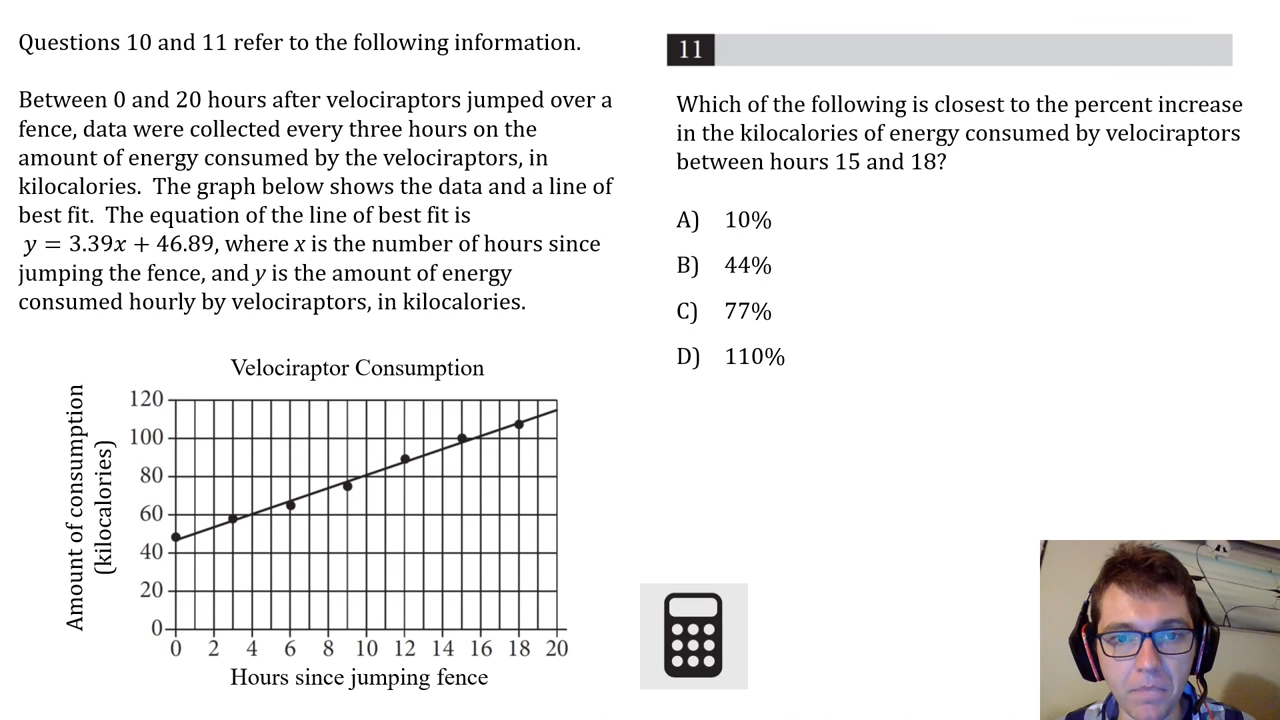 Questions 10 and 11 refer to the following information.
Between 0 and 20 hours after velociraptors jumped over a
fence, data were collected every three hours on the
amount of energy consumed by the velociraptors, in
kilocalories.  The graph below shows the data and a line of
best fit.  The equation of the line of best fit is
y = 3.39x + 46.89, where x is the number of hours since
jumping the fence, and y is the amount of energy
consumed hourly by velociraptors, in kilocalories.
Velociraptor Consumption
Amount of consumption
(kilocalories)
120
100
80
60
40
20
0
0 2 4 6 8 10 12 14 16 18 20
Hours since jumping fence
11
Which of the following is closest to the percent increase
in the kilocalories of energy consumed by velociraptors
between hours 15 and 18?
A) 10%
B) 44%
C) 77%
D) 110%